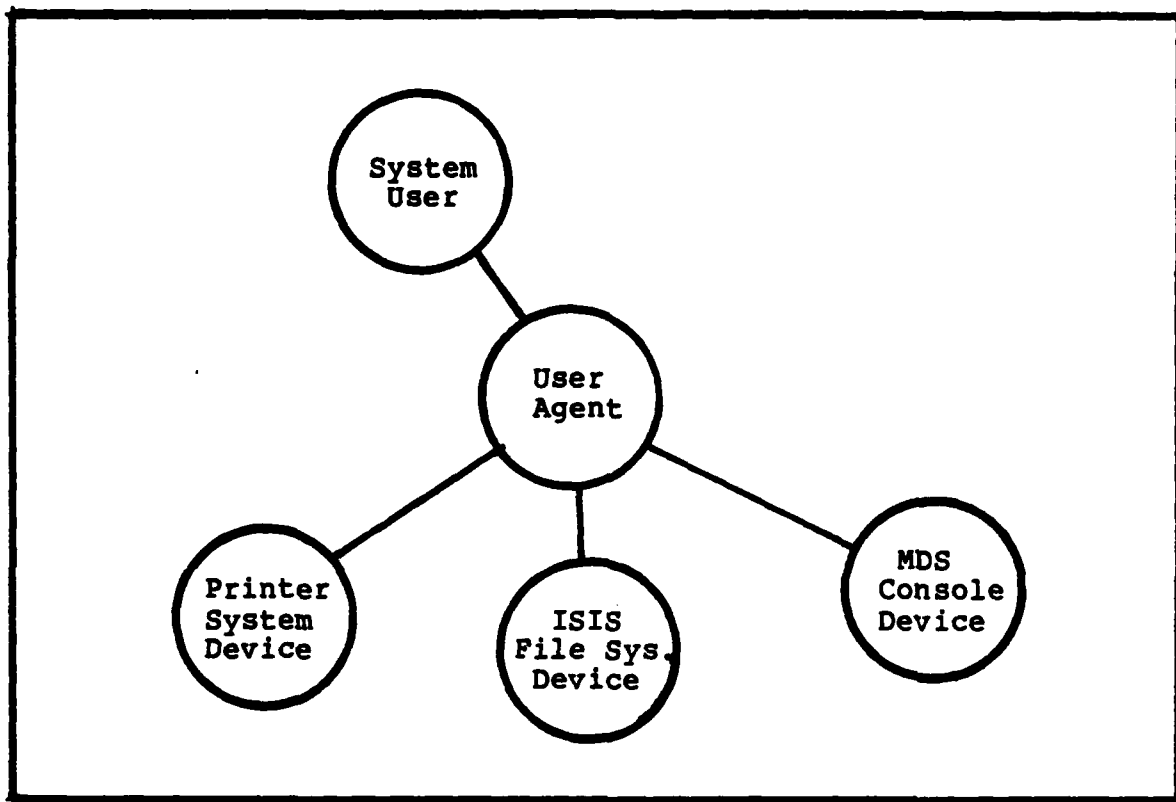 System
User
User
Agent
Printer
System
Device
ISIS
File Sys.
Device
MDS
Console
Device